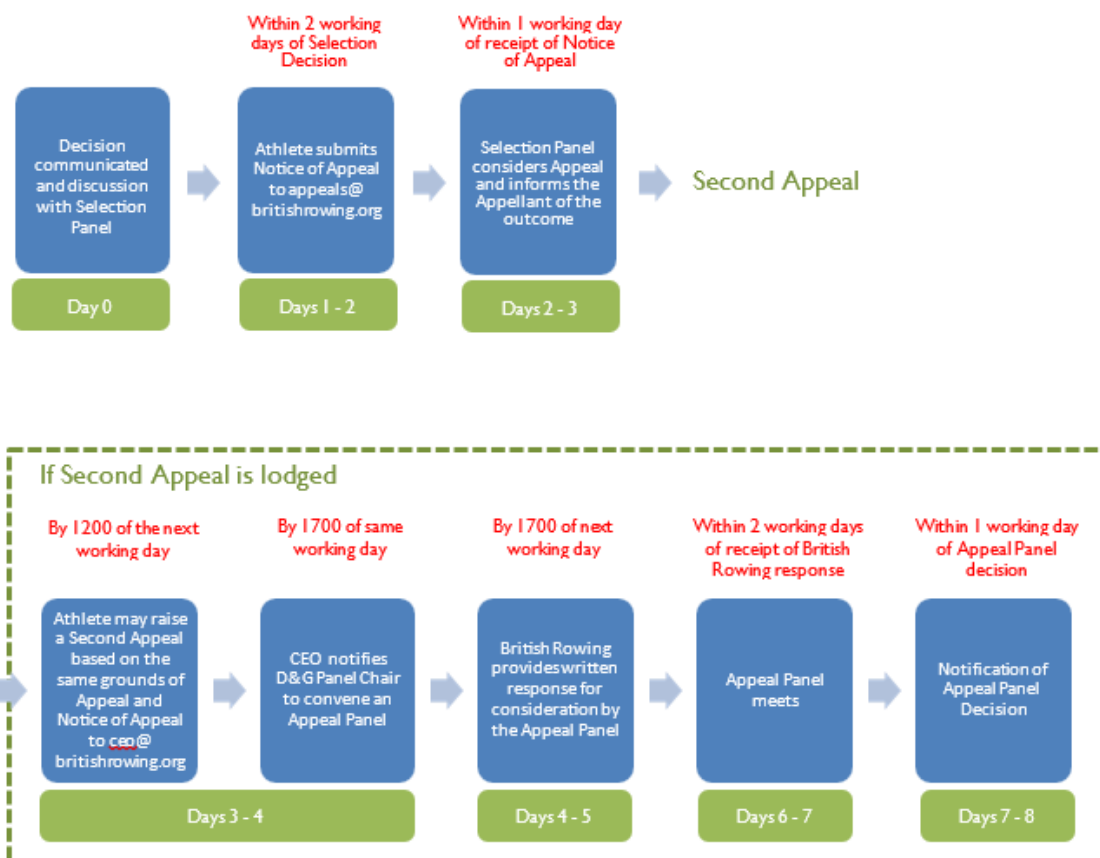 Within 2 working
days of Selection
Decision
Within 1 working day
of receipt of Notice
of Appeal
Decision
communicated
and discussion
with Selection
Panel
Athlete submits
Notice of Appeal
to appeals@
britishrowing.org
Selection Panel
considers Appeal
and informs the
Appellant of the
outcome
Second Appeal
Day 0
Days 1 - 2
Days 2 - 3
If Second Appeal is lodged
By 1200 of the next
working day
By 1700 of same
working day
By 1700 of next
working day
Within 2 working days
of receipt of British
Rowing response
Within 1 working day
of Appeal Panel
decision
Athlete may raise
a Second Appeal
based on the
same grounds of
Appeal and
Notice of Appeal
to ceo@
britishrowing.org
CEO notifies
D&G Panel Chair
to convene an
Appeal Panel
British Rowing
provides written
response for
consideration by
the Appeal Panel
Appeal Panel
meets
Notification of
Appeal Panel
Decision
Days 3 - 4
Days 4 - 5
Days 6 - 7
Days 7 - 8